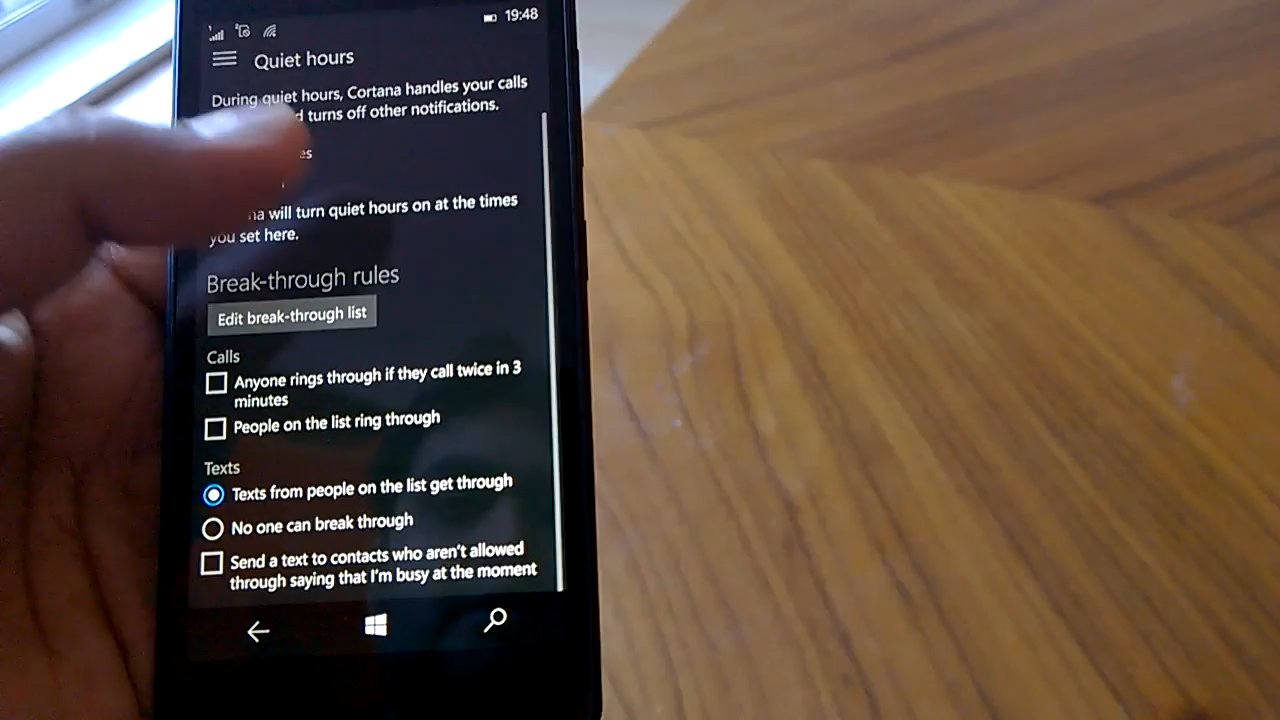 19:48
Quiet hours
During quiet hours, Cortana handles your calls
turns off other notifications.
will turn quiet hours on at the times
you set here.
Break-through rules
Edit break-through list
Calls
Anyone rings through if they call twice in 3
minutes
People on the list ring through
Texts
Texts from people on the list get through
No one can break through
Send a text to contacts who aren't allowed
through saying that I'm busy at the moment